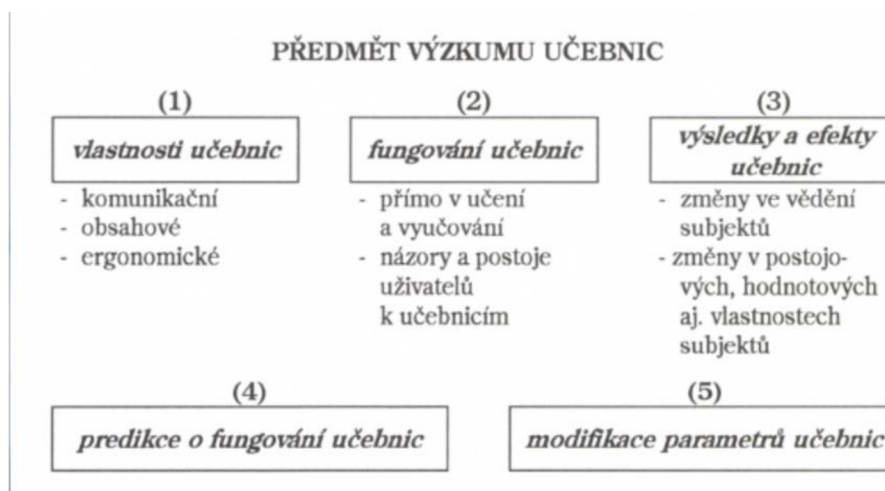 PŘEDMĚT VÝZKUMU UČEBNIC
(1)
vlastnosti učebnic
- komunikační
- obsahové
- ergonomické
(2)
fungování učebnic
- přímo v učení
a vyučování
- názory a postoje
uživatelů
k učebnicím
(3)
výsledky a efekty
učebnic
- změny ve vědění
subjektů
- změny v postojo-
vých, hodnotových
aj. vlastnostech
subjektů
(4)
predikce o fungování učebnic
(5)
modifikace parametrů učebnic